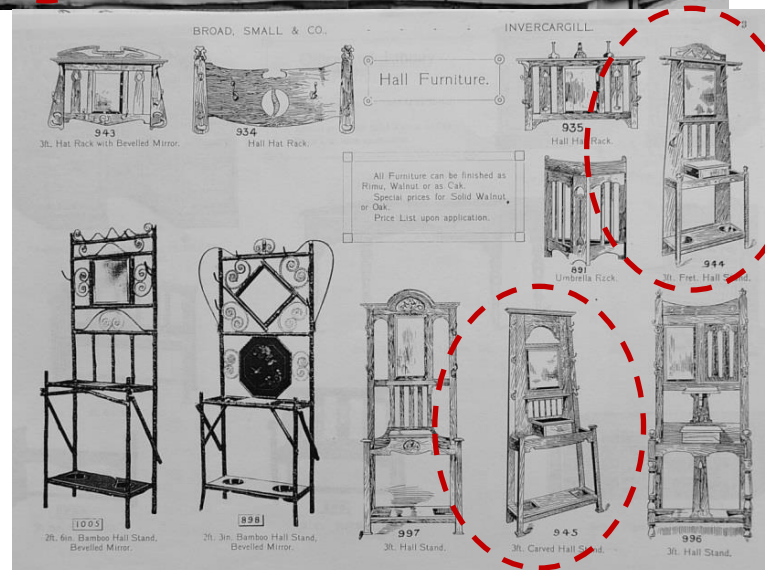 BROAD, SMALL & CO.,
INVERCARGILL.
3
Hall Furniture.
943
3ft. Hat Rack with Bevelled Mirror.
934
Hall Hat Rack.
935
Hall Hat Rack.
All Furniture can be finished as
Rimu, Walnut or as Oak.
Special prices for Solid Walnut
or Oak.
Price List upon application.
891
Umbrella Rack.
944
3ft. Fret. Hall Stand.
1005
2ft. 6in. Bamboo Hall Stand,
Bevelled Mirror.
898
2ft. 3in. Bamboo Hall Stand,
Bevelled Mirror.
997
3ft. Hall Stand.
945
3ft. Carved Hall Stand.
996
3ft. Hall Stand,